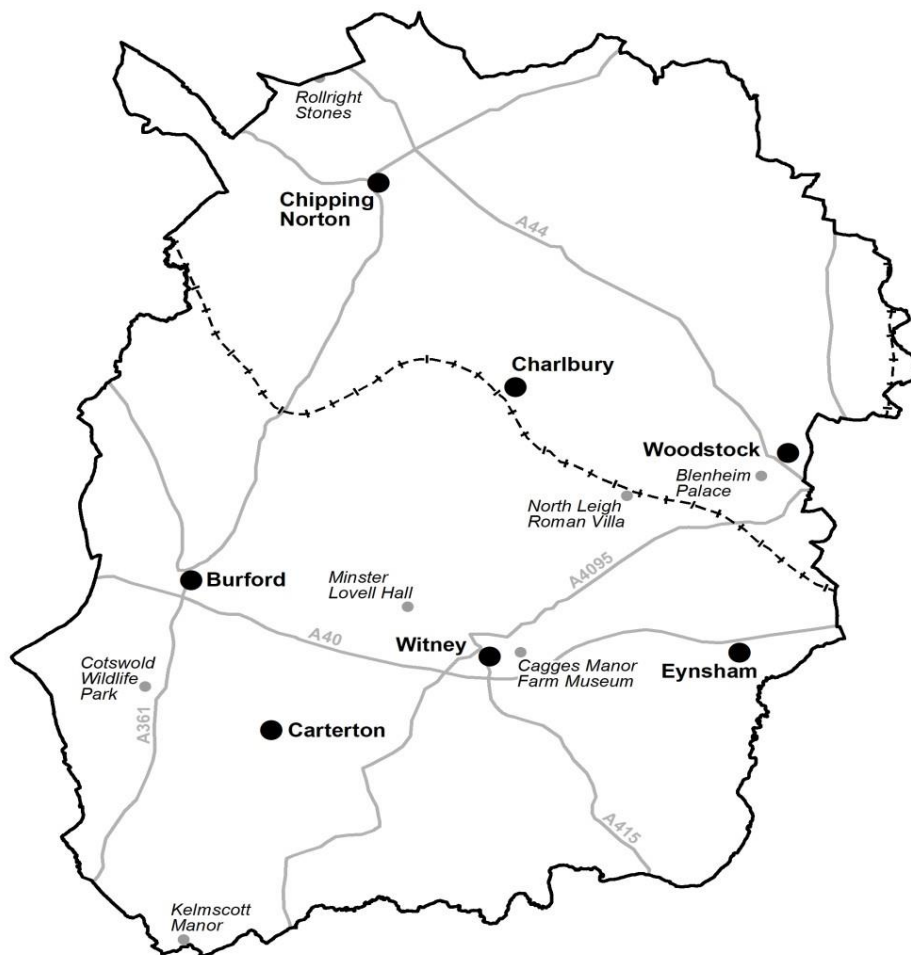 Rollright
Stones
Chipping
Norton
A44
Charlbury
Woodstock
Blenheim
Palace
North Leigh
Roman Villa
A4095
Burford
Minster
Lovell Hall
A40
Witney
Cagges Manor
Farm Museum
Eynsham
Cotswold
Wildlife
Park
A361
Carterton
A415
Kelmscott
Manor